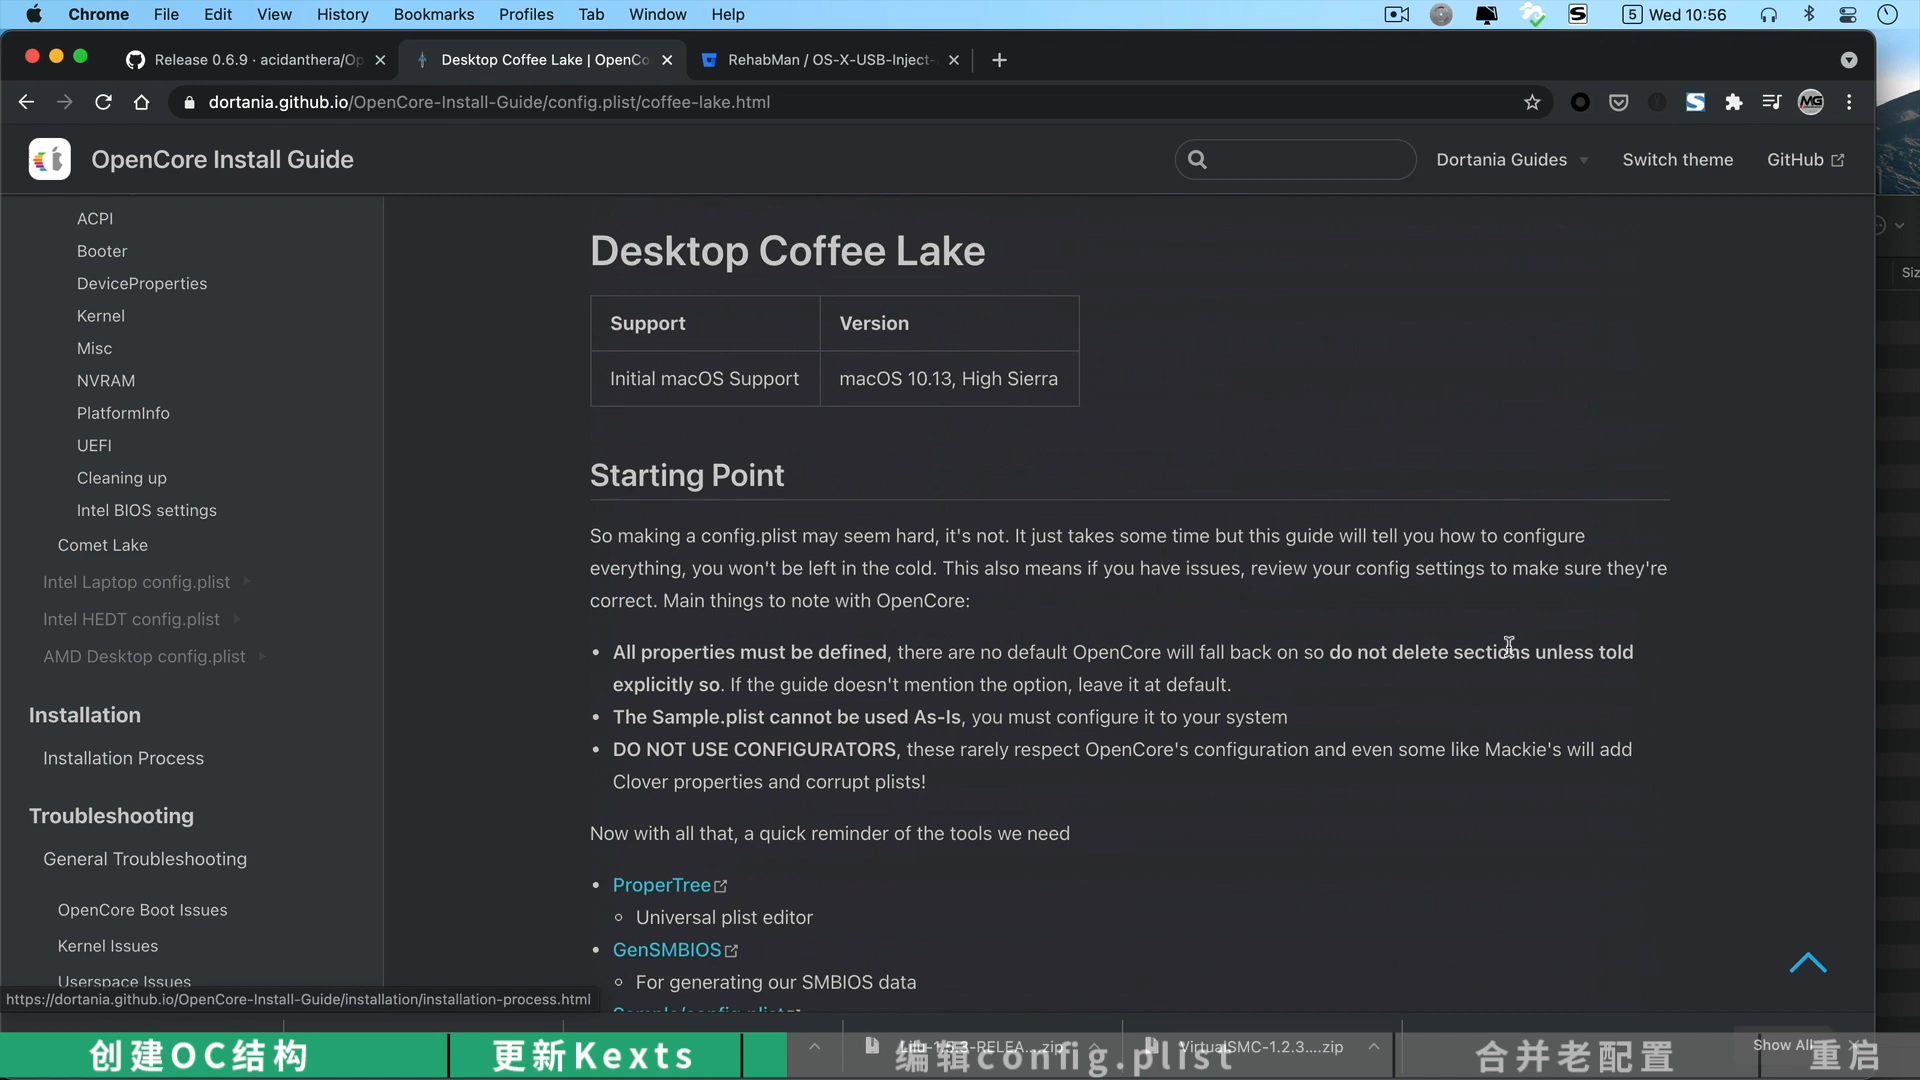 Chrome File Edit View History Bookmarks Profiles Tab Window Help 5 Wed 10:56
Release 0.6.9 · acidanthera/Op
Desktop Coffee Lake | OpenCo
RehabMan / OS-X-USB-Inject-
dortania.github.io/OpenCore-Install-Guide/config.plist/coffee-lake.html
MG
OpenCore Install Guide
Dortania Guides
Switch theme
GitHub
ACPI
Booter
DeviceProperties
Kernel
Misc
NVRAM
PlatformInfo
UEFI
Cleaning up
Intel BIOS settings
Comet Lake
Intel Laptop config.plist
Intel HEDT config.plist
AMD Desktop config.plist
Installation
Installation Process
Troubleshooting
General Troubleshooting
OpenCore Boot Issues
Kernel Issues
Userspace Issues
https://dortania.github.io/OpenCore-Install-Guide/installation/installation-process.html
Desktop Coffee Lake
Support Version
Initial macOS Support macOS 10.13, High Sierra
Starting Point
So making a config.plist may seem hard, it's not. It just takes some time but this guide will tell you how to configure
everything, you won't be left in the cold. This also means if you have issues, review your config settings to make sure they're
correct. Main things to note with OpenCore:
• All properties must be defined, there are no default OpenCore will fall back on so do not delete sections unless told
explicitly so. If the guide doesn't mention the option, leave it at default.
• The Sample.plist cannot be used As-Is, you must configure it to your system
• DO NOT USE CONFIGURATORS, these rarely respect OpenCore's configuration and even some like Mackie's will add
Clover properties and corrupt plists!
Now with all that, a quick reminder of the tools we need
• ProperTree
Universal plist editor
• GenSMBIOS
For generating our SMBIOS data
Sample/config.plist
Siz
Lilu-1.5.3-RELEA....zip
VirtualSMC-1.2.3....zip
Show All
创建OC结构
更新Kexts
编辑config.plist
合并老配置
重启